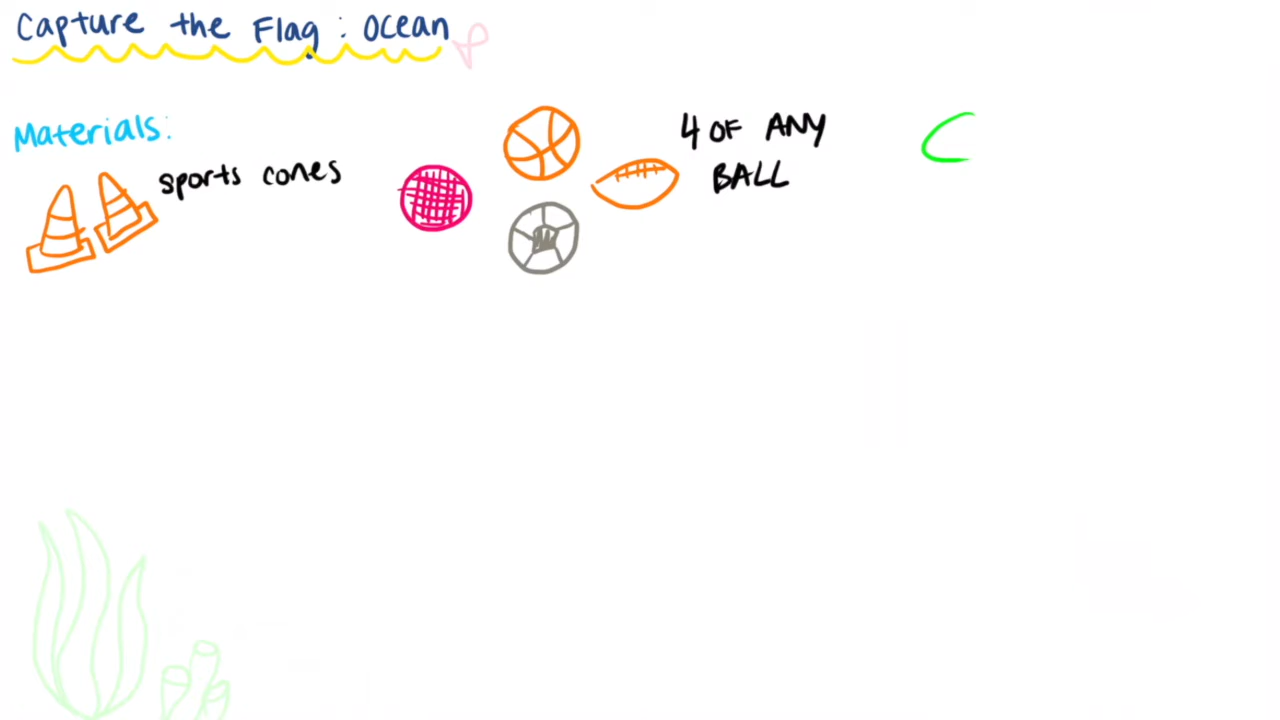 Capture the Flag: Ocean
Materials:
sports cones
4 OF ANY
BALL